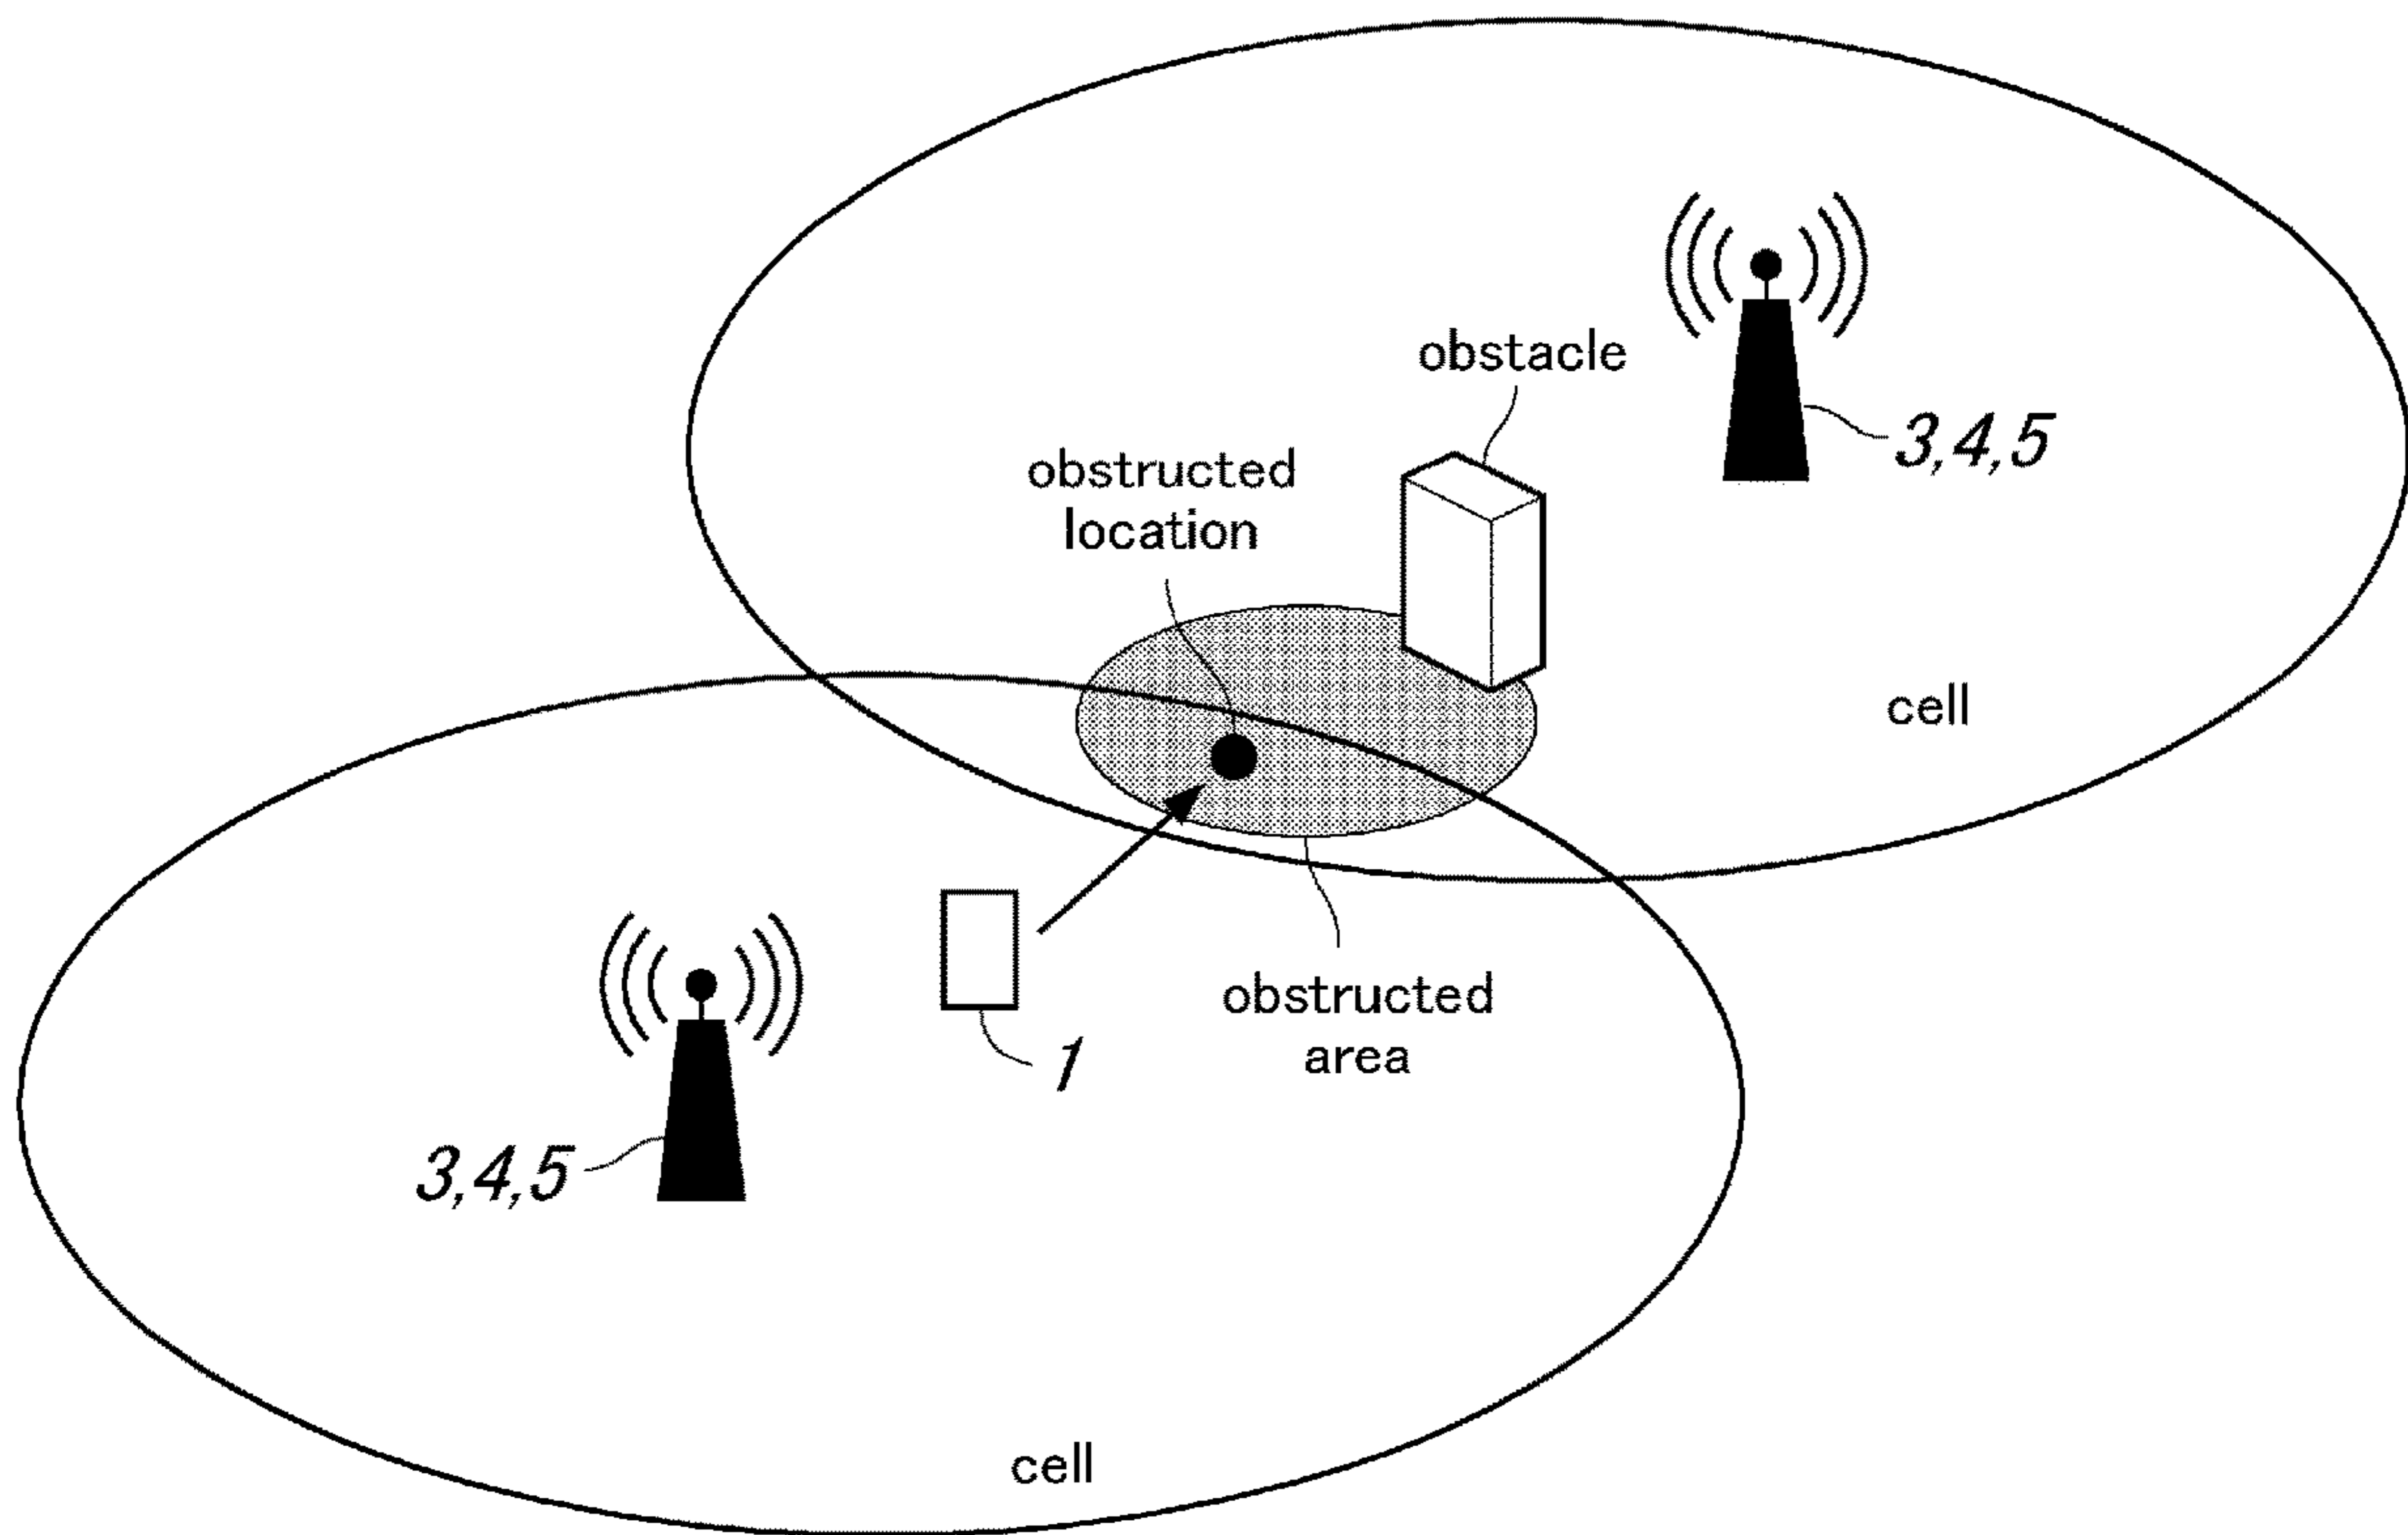 obstacle
3,4,5
obstructed
location
cell
obstructed
area
1
3,4,5
cell